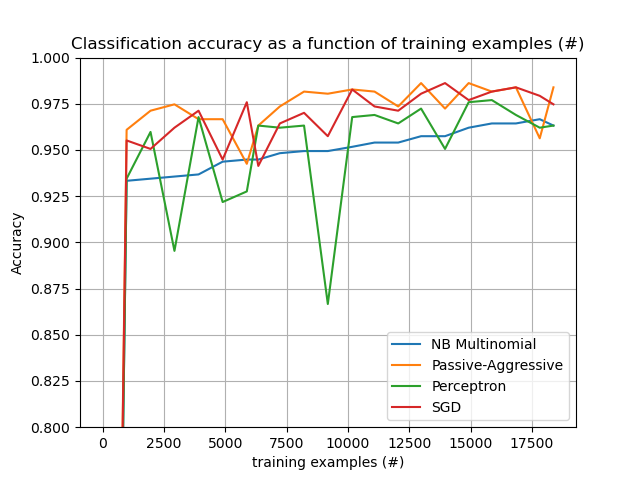 Classification accuracy as a function of training examples (#)
1.000
0.975
0.950
0.925
0.900
0.875
0.850
0.825
0.800
Accuracy
NB Multinomial
Passive-Aggressive
Perceptron
SGD
0 2500 5000 7500 10000 12500 15000 17500
training examples (#)